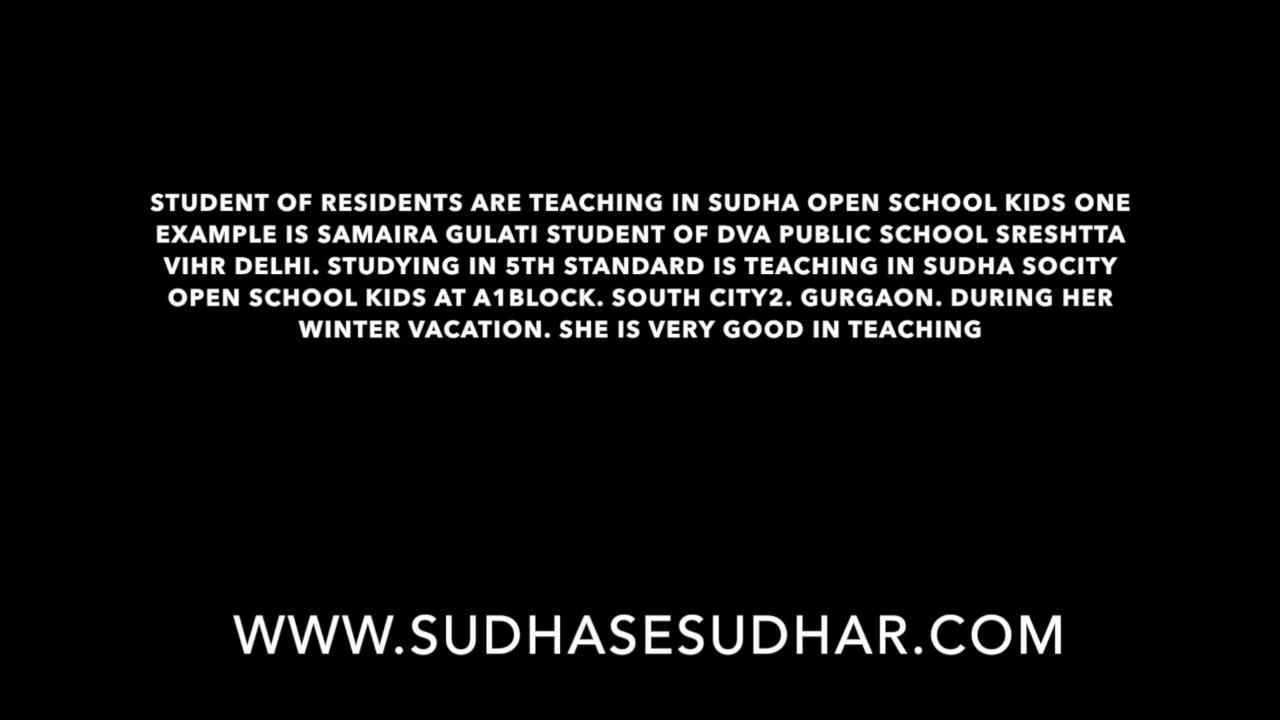 STUDENT OF RESIDENTS ARE TEACHING IN SUDHA OPEN SCHOOL KIDS ONE
EXAMPLE IS SAMAIRA GULATI STUDENT OF DVA PUBLIC SCHOOL SRESHTTA
VIHR DELHI. STUDYING IN 5TH STANDARD IS TEACHING IN SUDHA SOCITY
OPEN SCHOOL KIDS AT A1BLOCK. SOUTH CITY2. GURGAON. DURING HER
WINTER VACATION. SHE IS VERY GOOD IN TEACHING
WWW.SUDHASESUDHAR.COM